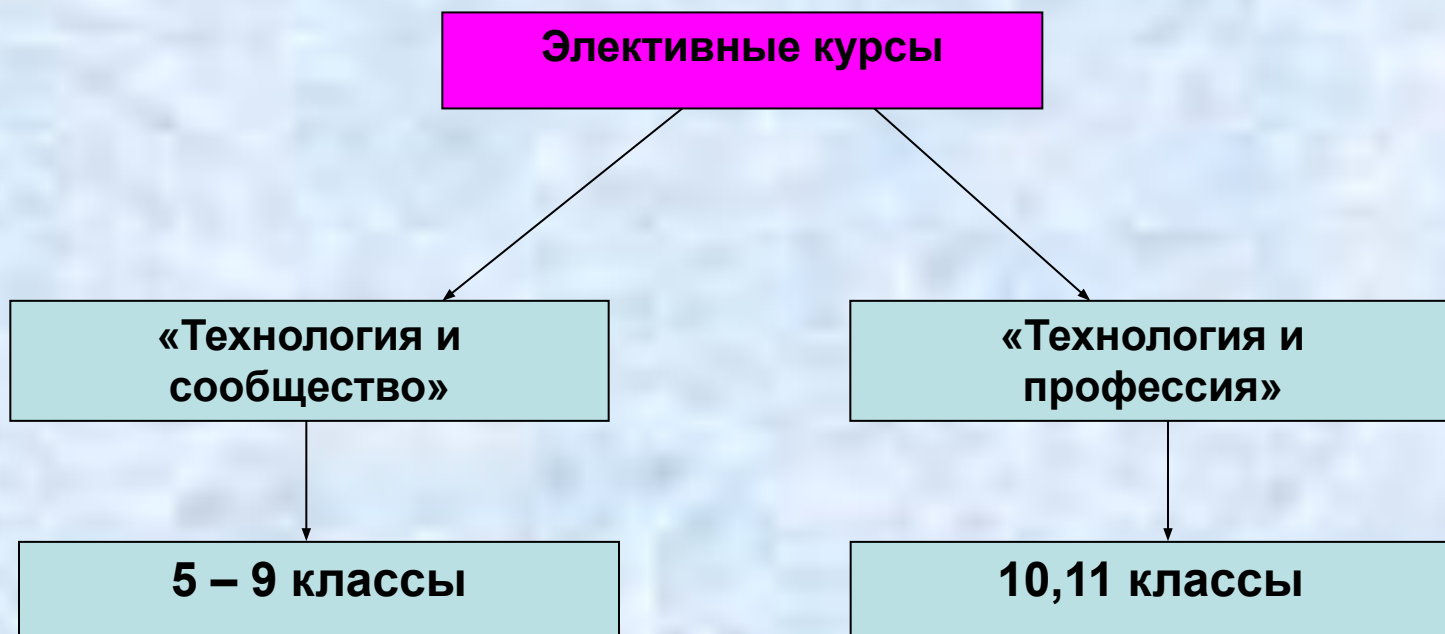 Элективные курсы
«Технология и
сообщество»
«Технология и
профессия»
5 – 9 классы
10,11 классы